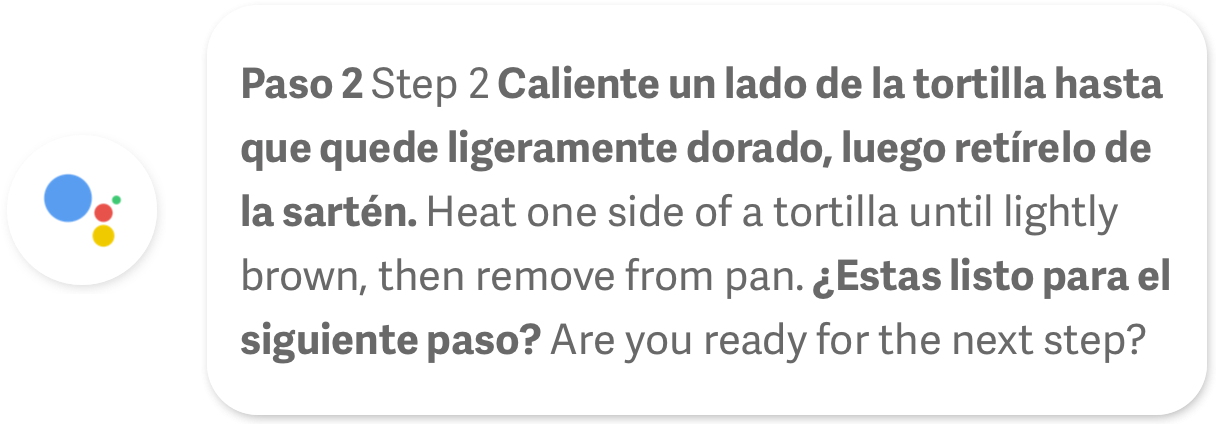 Paso 2 Step 2 Caliente un lado de la tortilla hasta
que quede ligeramente dorado, luego retírelo de
la sartén. Heat one side of a tortilla until lightly
brown, then remove from pan. ¿Estas listo para el
siguiente paso? Are you ready for the next step?